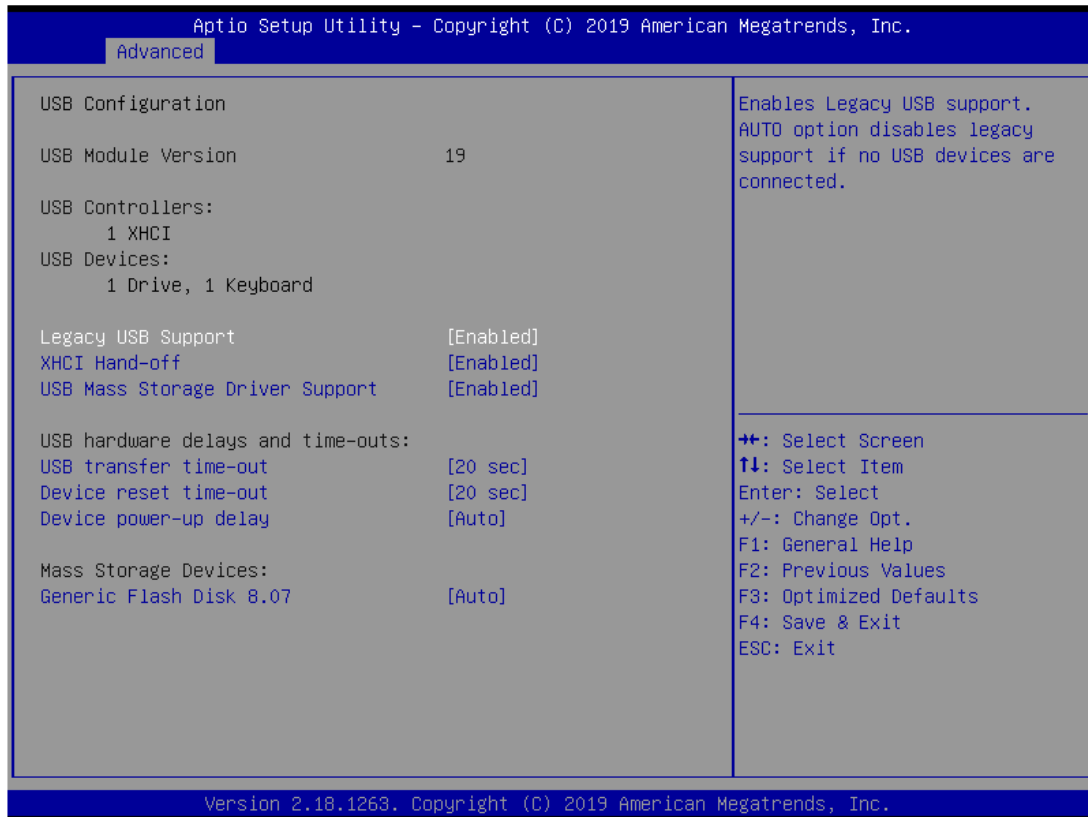 Aptio Setup Utility – Copyright (C) 2019 American Megatrends, Inc.
Advanced
USB Configuration
USB Module Version 19
USB Controllers:
1 XHCI
USB Devices:
1 Drive, 1 Keyboard
Legacy USB Support [Enabled]
XHCI Hand-off [Enabled]
USB Mass Storage Driver Support [Enabled]
USB hardware delays and time-outs:
USB transfer time-out [20 sec]
Device reset time-out [20 sec]
Device power-up delay [Auto]
Mass Storage Devices:
Generic Flash Disk 8.07 [Auto]
Enables Legacy USB support.
AUTO option disables legacy
support if no USB devices are
connected.
→←: Select Screen
↑↓: Select Item
Enter: Select
+/-: Change Opt.
F1: General Help
F2: Previous Values
F3: Optimized Defaults
F4: Save & Exit
ESC: Exit
Version 2.18.1263. Copyright (C) 2019 American Megatrends, Inc.